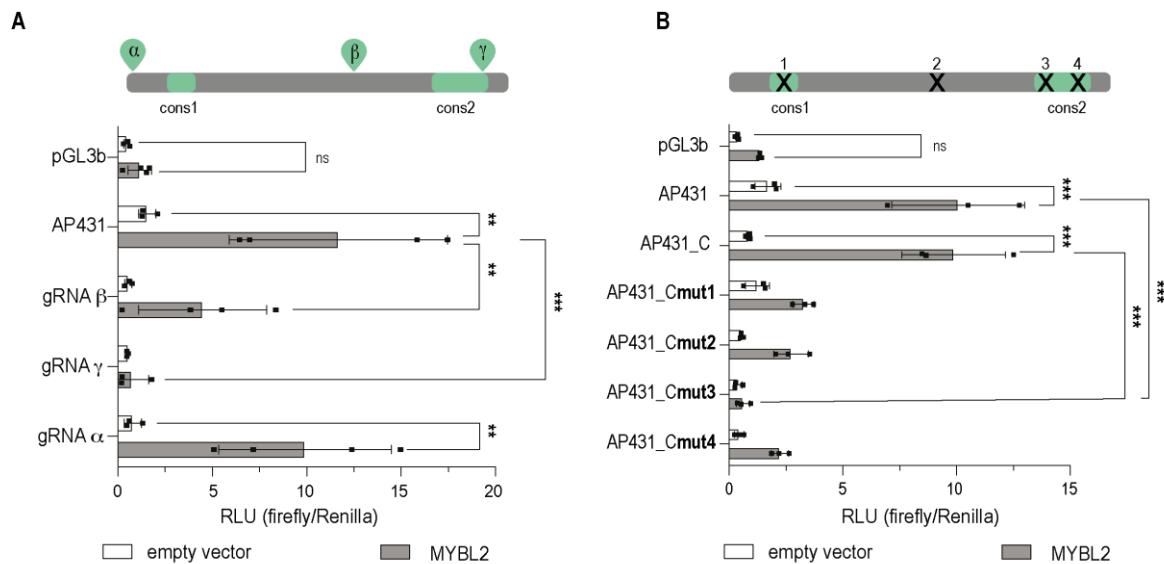 A
α
β
γ
cons1
cons2
pGL3b
ns
AP431
**
**
gRNA β
***
gRNA γ
gRNA α
**
0
5
10
15
20
RLU (firefly/Renilla)
empty vector
MYBL2
B
1
2
3
4
cons1
cons2
pGL3b
ns
AP431
***
AP431_C
***
AP431_Cmut1
***
***
AP431_Cmut2
AP431_Cmut3
AP431_Cmut4
0
5
10
15
RLU (firefly/Renilla)
empty vector
MYBL2